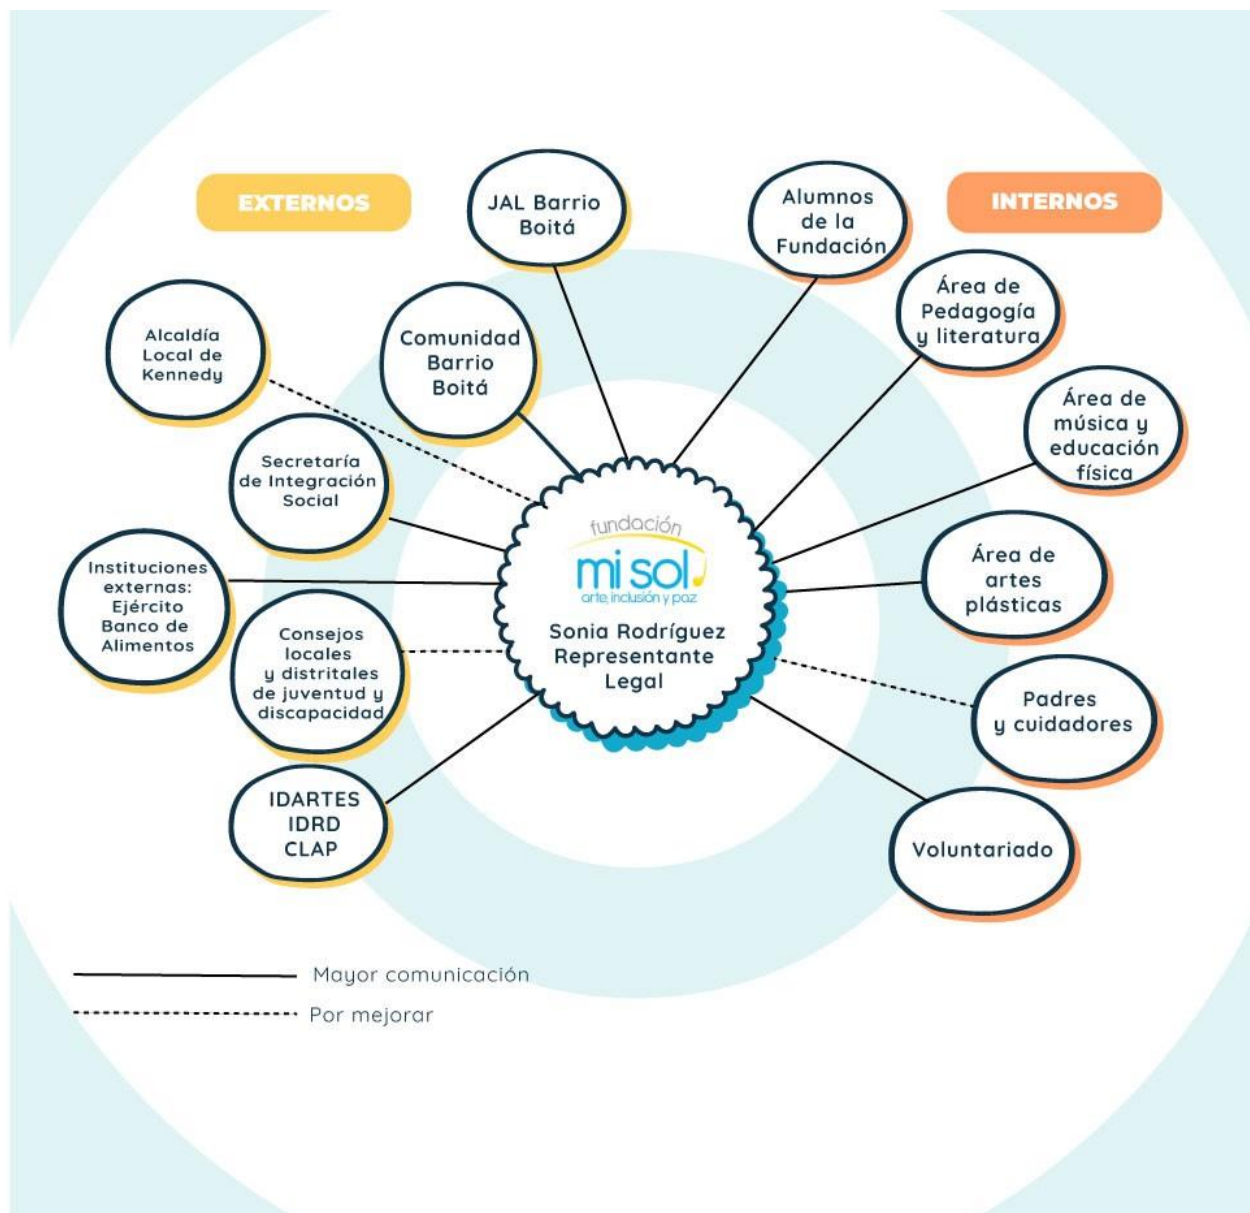 EXTERNOS
INTERNOS
JAL Barrio
Boitá
Alumnos
de la
Fundación
Área de
Pedagogía
y literatura
Alcaldía
Local de
Kennedy
Comunidad
Barrio
Boitá
Área de
música y
educación
física
Secretaría
de Integración
Social
fundación
mi sol
arte, inclusión y paz
Sonia Rodríguez
Representante
Legal
Área de
artes
plásticas
Instituciones
externas:
Ejército
Banco de
Alimentos
Consejos
locales
y distritales
de juventud y
discapacidad
Padres
y cuidadores
IDARTES
IDRD
CLAP
Voluntariado
Mayor comunicación
Por mejorar